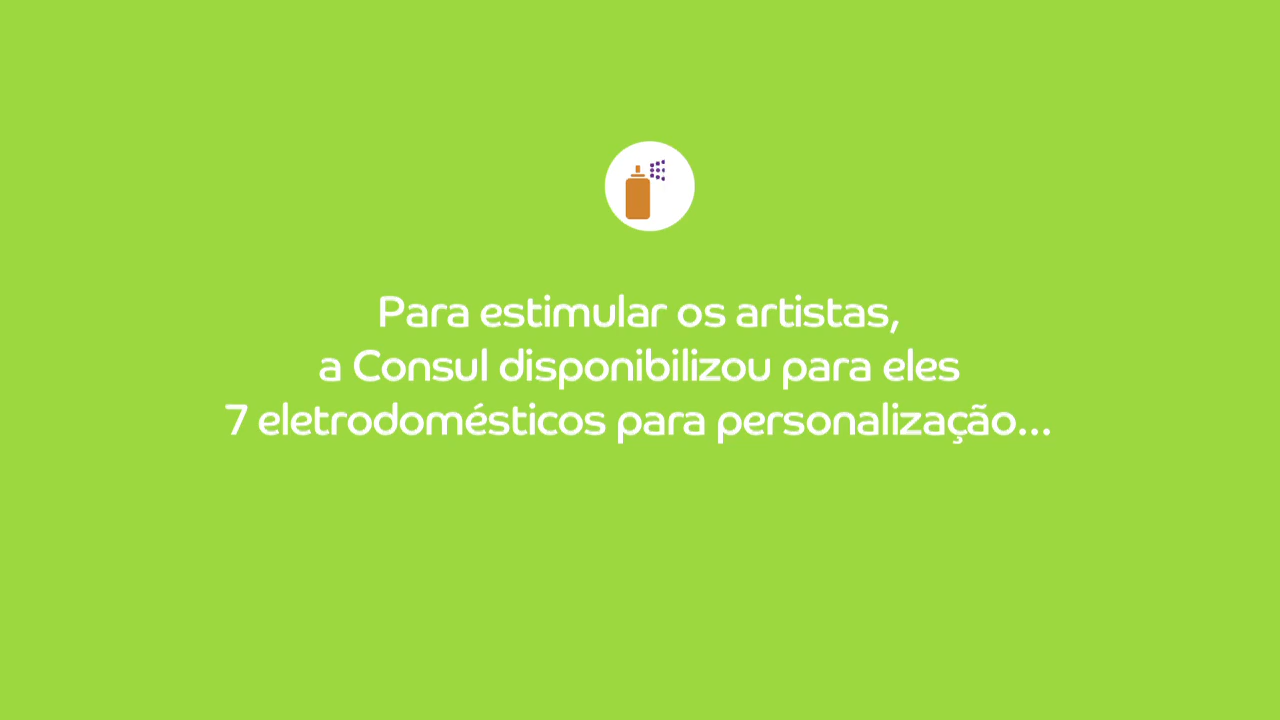 Para estimular os artistas,
a Consul disponibilizou para eles
7 eletrodomésticos para personalização...